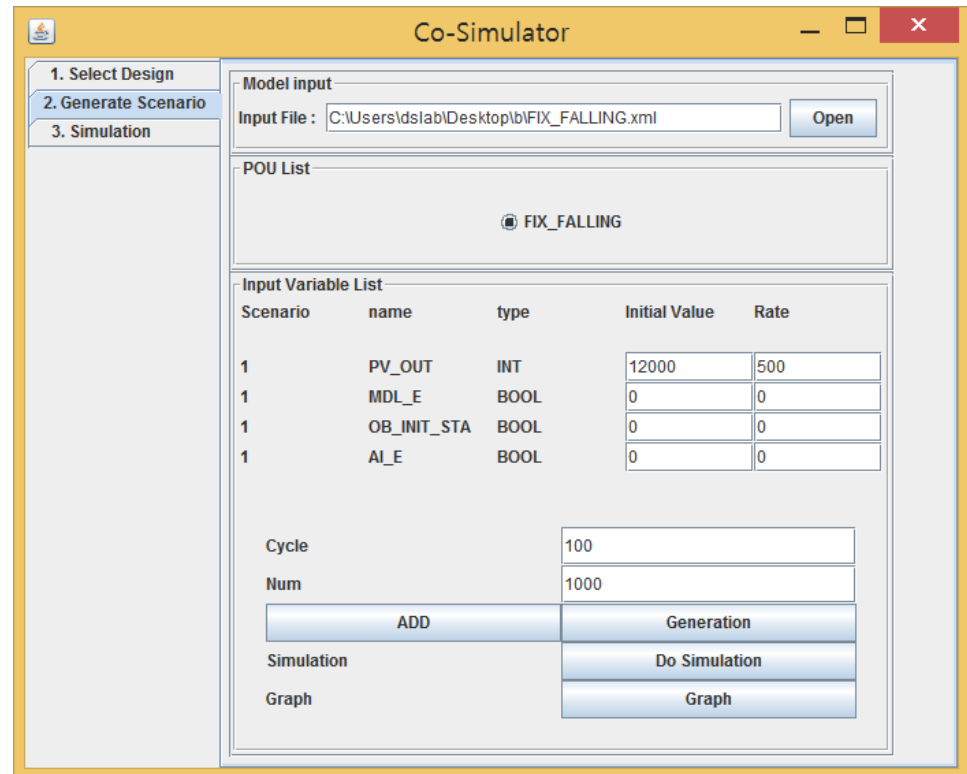 Co-Simulator
1. Select Design
2. Generate Scenario
3. Simulation
Model input
Input File : C:\Users\dslab\Desktop\b\FIX_FALLING.xml Open
POU List
FIX_FALLING
Input Variable List
Scenario name type Initial Value Rate
1 PV_OUT INT 12000 500
1 MDL_E BOOL 0 0
1 OB_INIT_STA BOOL 0 0
1 AI_E BOOL 0 0
Cycle 100
Num 1000
ADD Generation
Simulation Do Simulation
Graph Graph